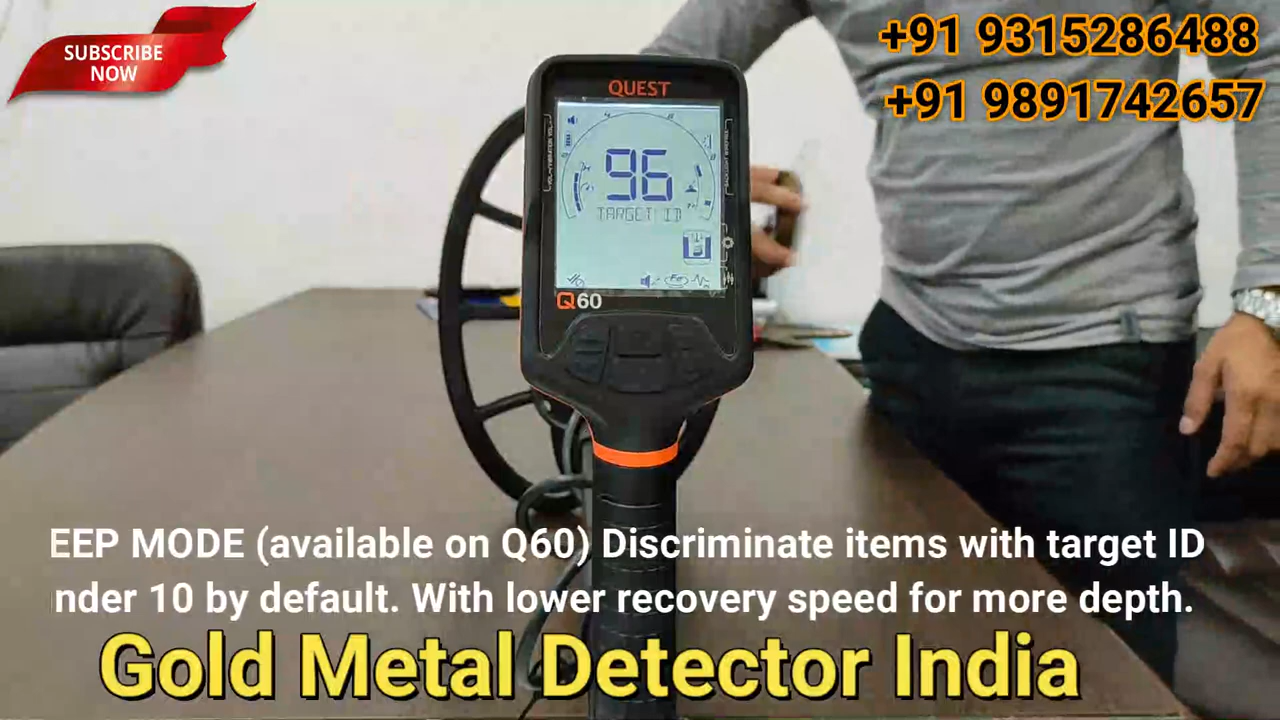 SUBSCRIBE
NOW
+91 9315286488
+91 9891742657
QUEST
96
TARGET ID
Q60
EEP MODE (available on Q60) Discriminate items with target ID
nder 10 by default. With lower recovery speed for more depth.
Gold Metal Detector India